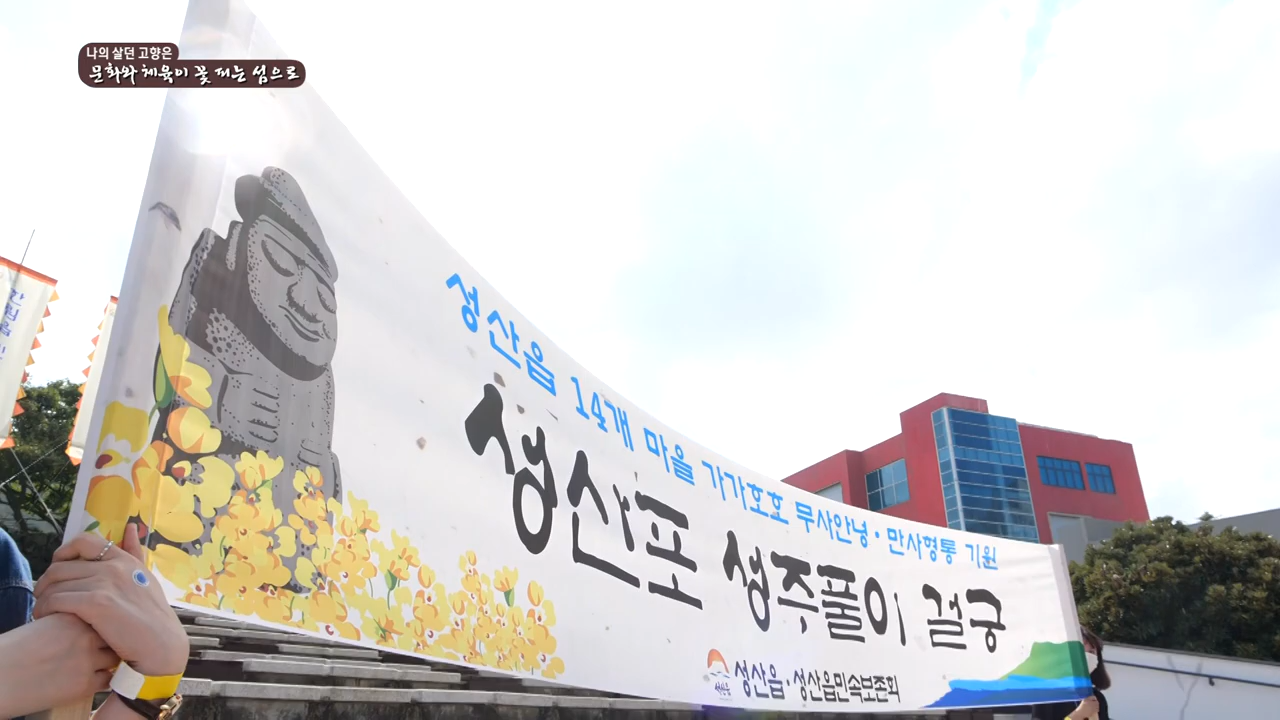 나의 살던 고향은
문화와 체육이 꽃 피는 섬으로
성산읍 14개 마을 가가호호 무사안녕·만사형통 기원
성산포 성주풀이 걸궁
성산읍·성산읍민속보존회